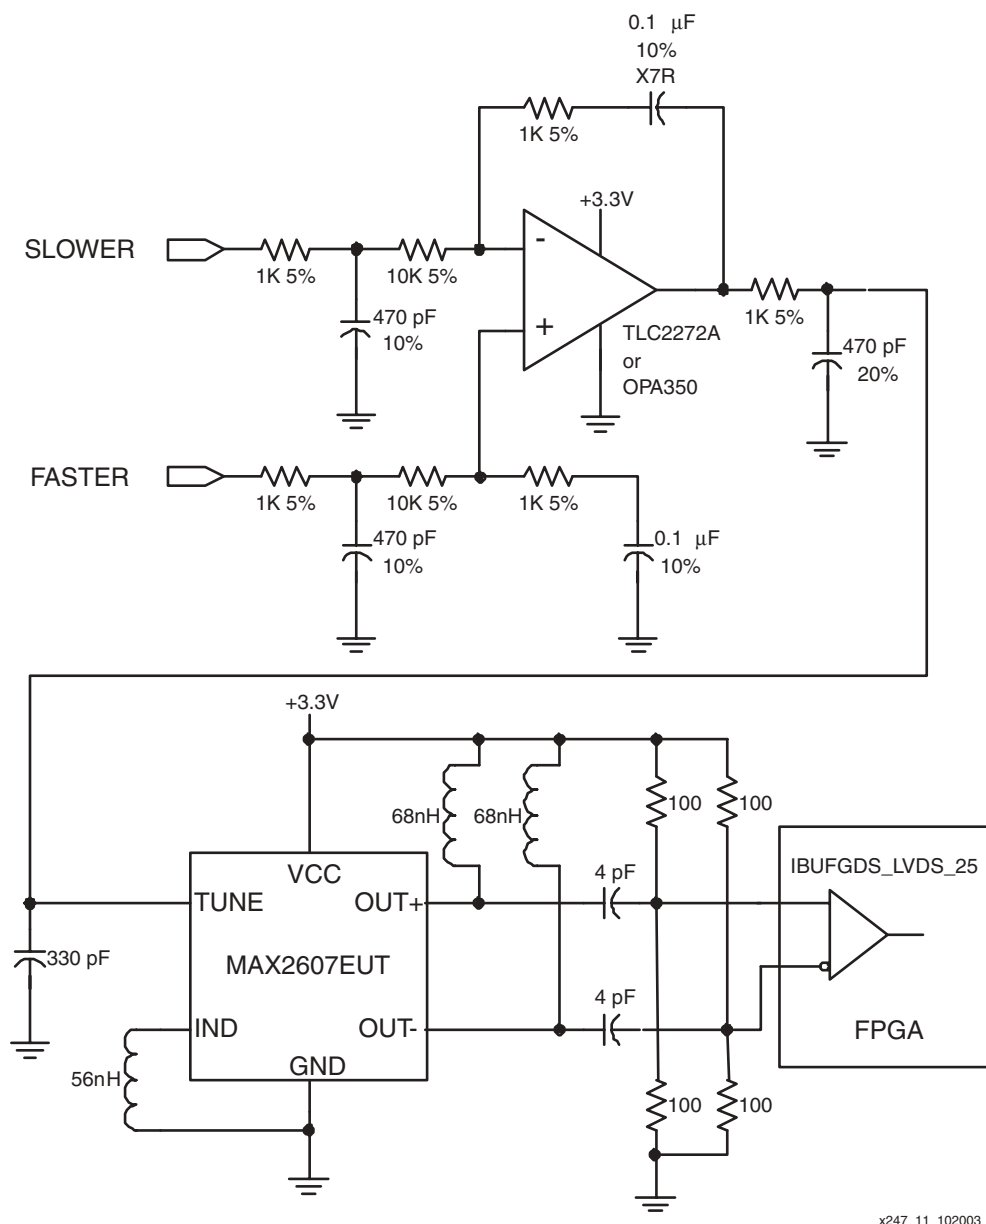 0.1 μF
10%
X7R
1K 5%
+3.3V
SLOWER
1K 5%
10K 5%
-
470 pF
10%
+
TLC2272A
or
OPA350
1K 5%
470 pF
20%
FASTER
1K 5%
10K 5%
1K 5%
470 pF
10%
0.1 μF
10%
+3.3V
68nH
68nH
100
100
IBUFGDS_LVDS_25
VCC
4 pF
TUNE
OUT+
330 pF
MAX2607EUT
4 pF
IND
OUT-
FPGA
GND
56nH
100
100
x247_11_102003